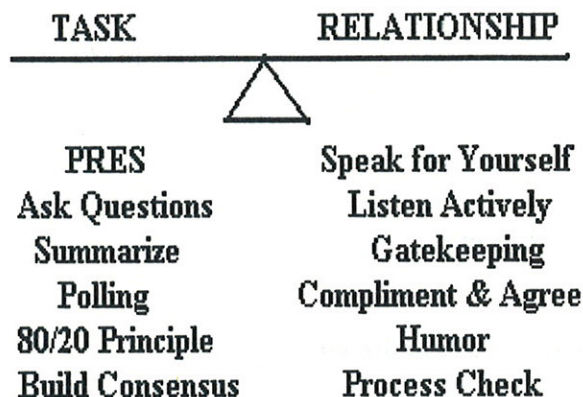 TASK RELATIONSHIP
PRES Speak for Yourself
Ask Questions Listen Actively
Summarize Gatekeeping
Polling Compliment & Agree
80/20 Principle Humor
Build Consensus Process Check